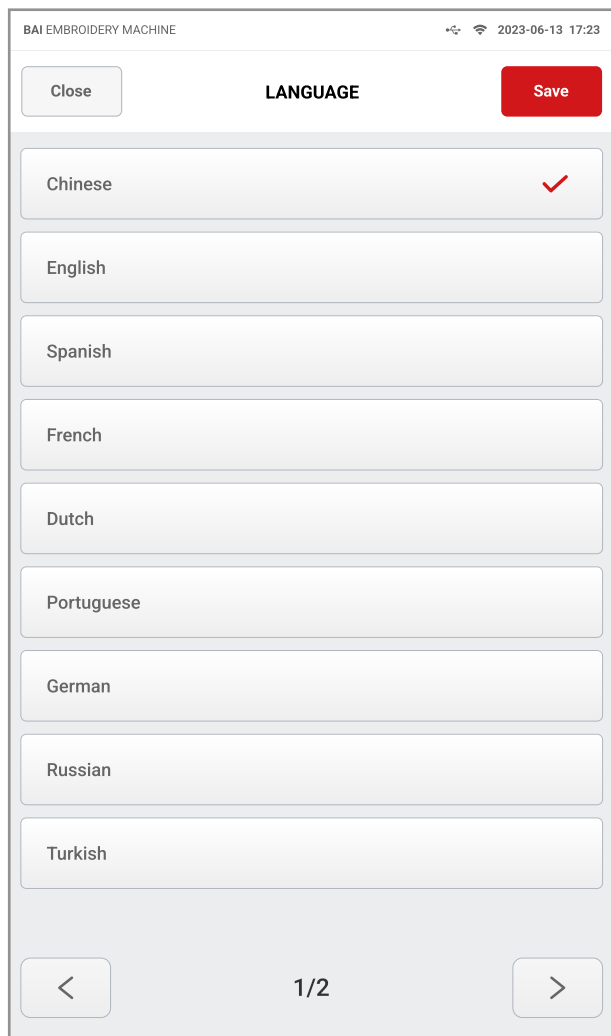 BAI EMBROIDERY MACHINE 2023-06-13 17:23
Close LANGUAGE Save
Chinese
English
Spanish
French
Dutch
Portuguese
German
Russian
Turkish
1/2